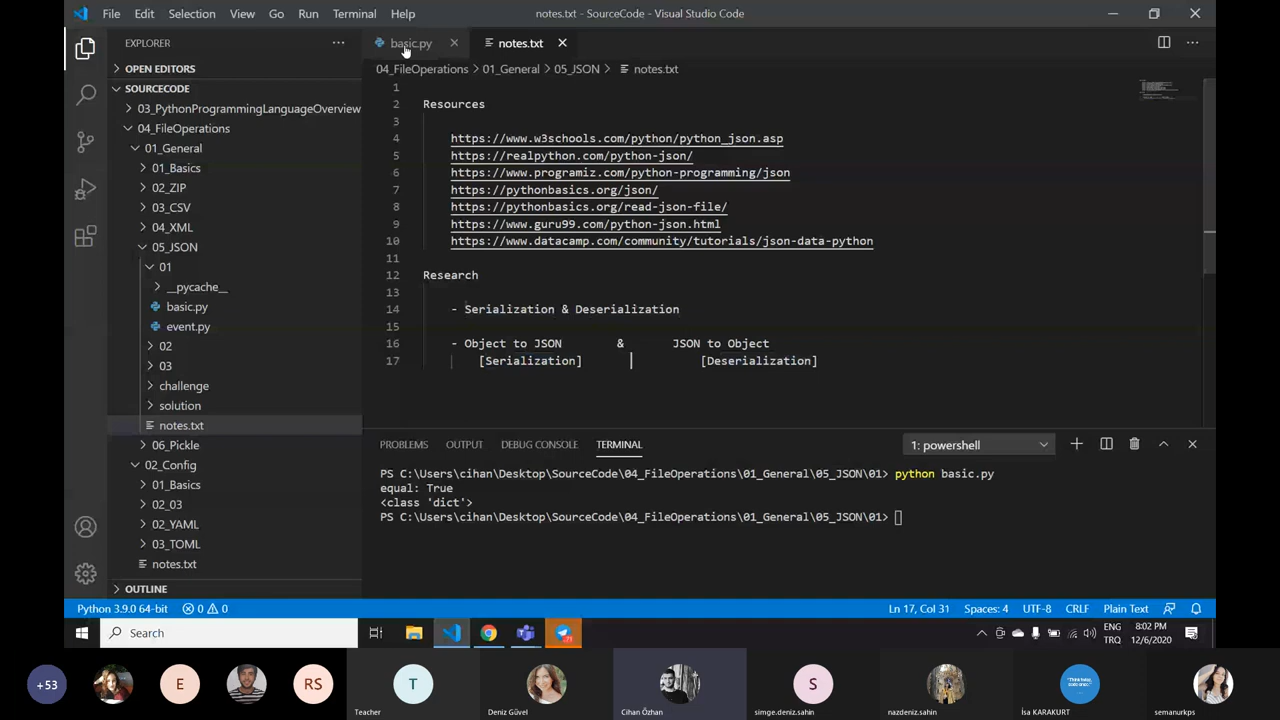 File Edit Selection View Go Run Terminal Help
notes.txt - SourceCode - Visual Studio Code
EXPLORER
basic.py
notes.txt
OPEN EDITORS
04_FileOperations > 01_General > 05_JSON > notes.txt
SOURCECODE
03_PythonProgrammingLanguageOverview
04_FileOperations
01_General
01_Basics
02_ZIP
03_CSV
04_XML
05_JSON
01
__pycache__
basic.py
event.py
02
03
challenge
solution
notes.txt
06_Pickle
02_Config
01_Basics
02_03
02_YAML
03_TOML
notes.txt
OUTLINE
1
2 Resources
3
4 https://www.w3schools.com/python/python_json.asp
5 https://realpython.com/python-json/
6 https://www.programiz.com/python-programming/json
7 https://pythonbasics.org/json/
8 https://pythonbasics.org/read-json-file/
9 https://www.guru99.com/python-json.html
10 https://www.datacamp.com/community/tutorials/json-data-python
11
12 Research
13
14 - Serialization & Deserialization
15
16 - Object to JSON & JSON to Object
17 [Serialization] [Deserialization]
PROBLEMS OUTPUT DEBUG CONSOLE TERMINAL
1: powershell
PS C:\Users\cihan\Desktop\SourceCode\04_FileOperations\01_General\05_JSON\01> python basic.py
equal: True
<class 'dict'>
PS C:\Users\cihan\Desktop\SourceCode\04_FileOperations\01_General\05_JSON\01>
Python 3.9.0 64-bit 0 0
Ln 17, Col 31 Spaces: 4 UTF-8 CRLF Plain Text
Search
ENG
TRQ
8:02 PM
12/6/2020
+53
E
RS
T
S
Teacher
Deniz Güvel
Cihan Özhan
simge.deniz.sahin
nazdeniz.sahin
İsa KARAKURT
semanurkps